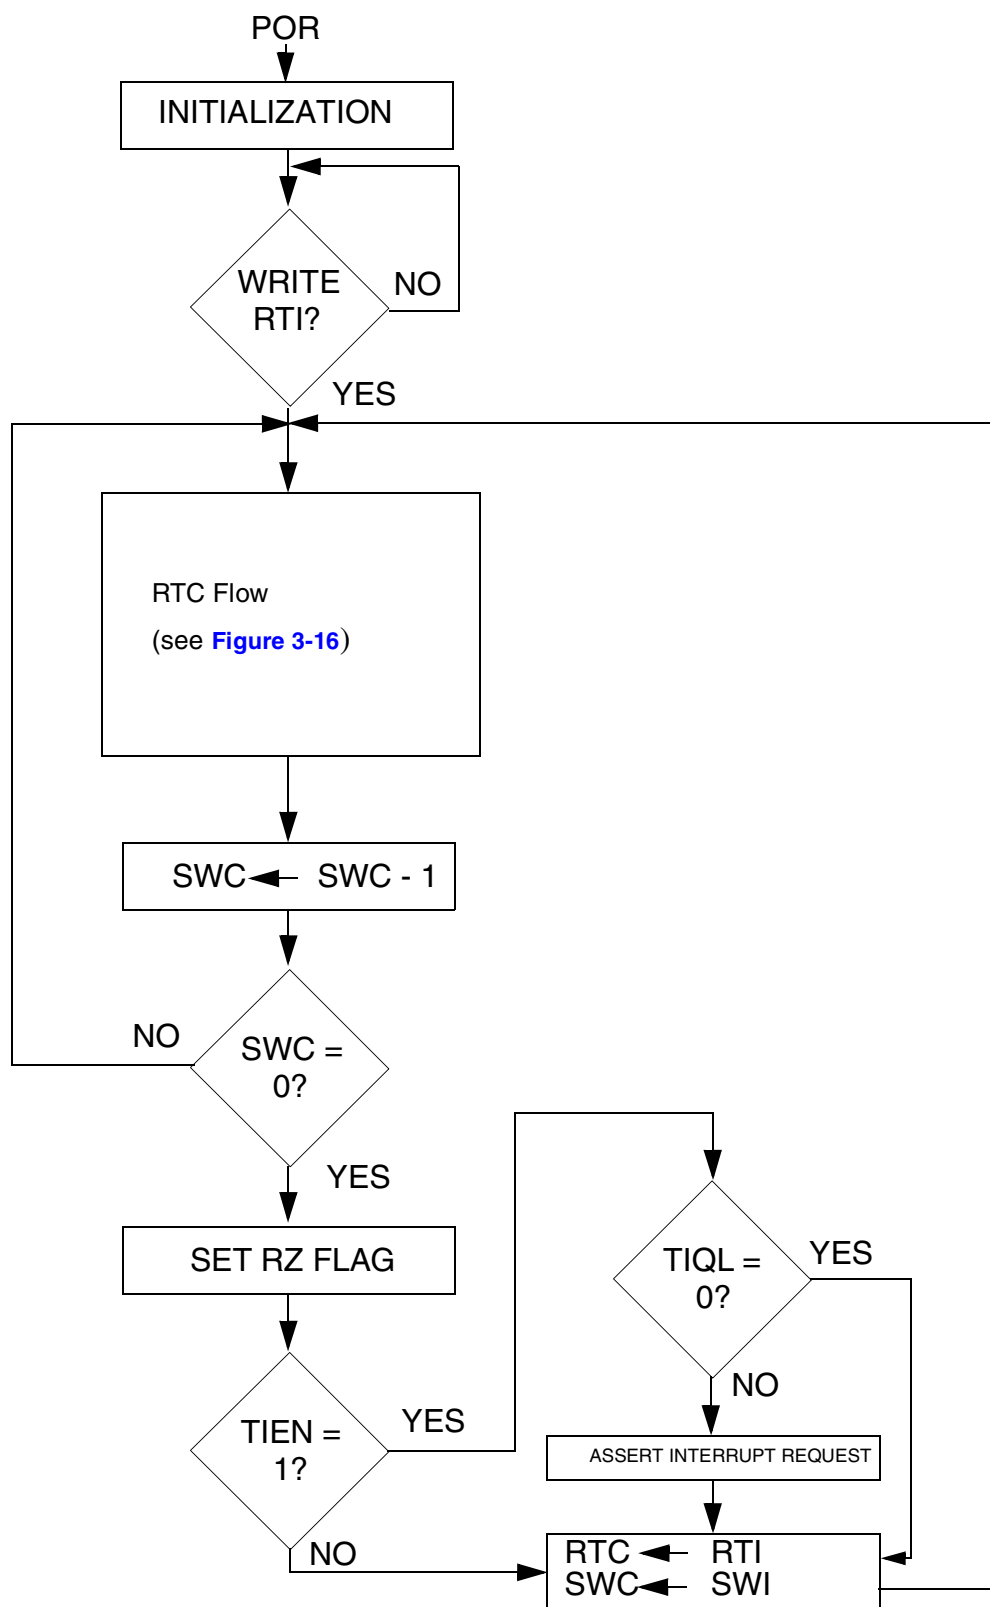 POR
INITIALIZATION
WRITE
RTI?
NO
YES
RTC Flow
(see Figure 3-16)
SWC SWC - 1
NO
SWC =
0?
YES
SET RZ FLAG
TIQL =
0?
YES
NO
TIEN =
1?
YES
ASSERT INTERRUPT REQUEST
NO
RTC RTI
SWC SWI